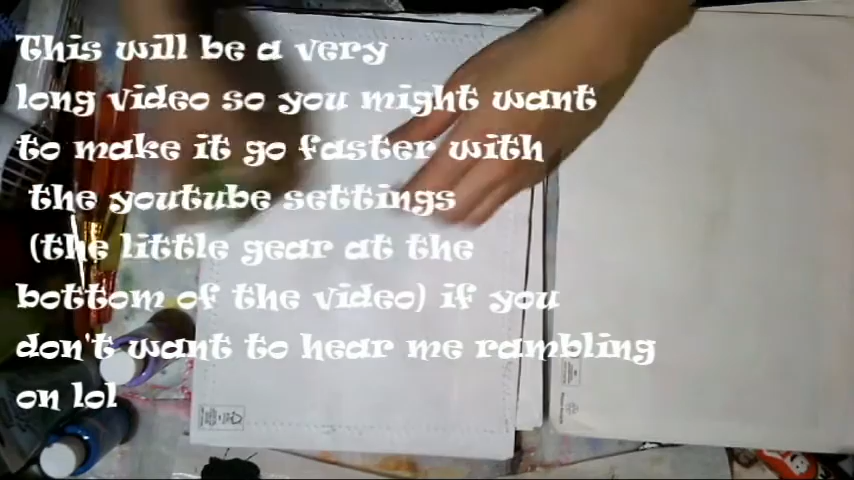 This will be a very
long video so you might want
to make it go faster with
the youtube settings
(the little gear at the
bottom of the video) if you
don't want to hear me rambling
on lol